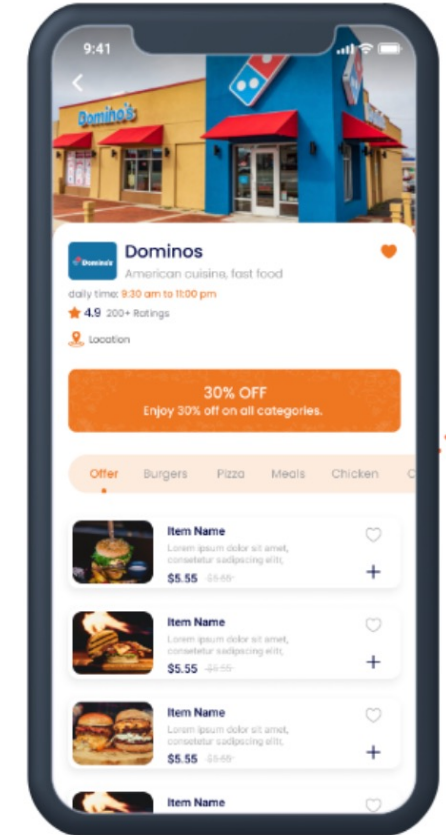 9:41
Domino's
Domino's
Dominos
American cuisine, fast food
daily time: 9:30 am to 11:00 pm
4.9 200+ Ratings
Location
30% OFF
Enjoy 30% off on all categories.
Offer Burgers Pizza Meals Chicken
Item Name
Lorem ipsum dolor sit amet,
consetetur sadipscing elitr,
$5.55
Item Name
Lorem ipsum dolor sit amet,
consetetur sadipscing elitr,
$5.55
Item Name
Lorem ipsum dolor sit amet,
consetetur sadipscing elitr,
$5.55
Item Name